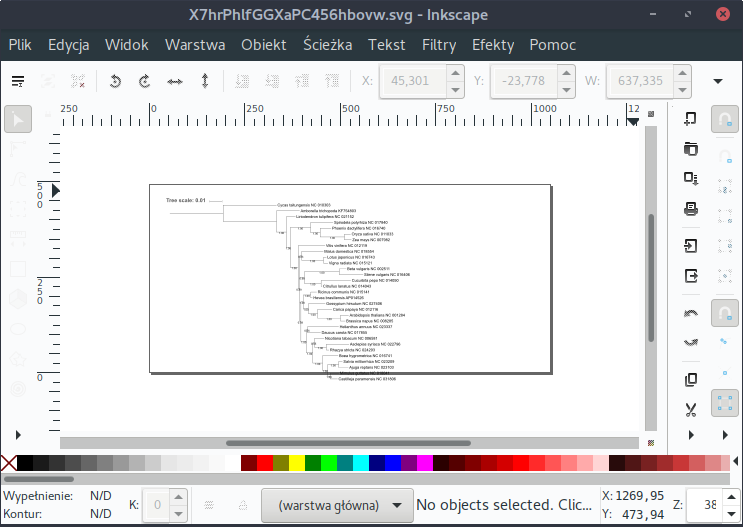 X7hrPhlfGGXaPC456hbovw.svg - Inkscape
Plik Edycja Widok Warstwa Obiekt Ścieżka Tekst Filtry Efekty Pomoc
X: 45,301 Y: -23,778 W: 637,335
250 0 250 500 750 1000 12
500
250
0
Tree scale: 0.01
Cycas taitungensis NC 016063
Amborella trichopoda
Liriodendron tulipifera NC 021152
Spirodela polyrhiza NC 017840
Phoenix dactylifera NC 016740
Oryza sativa NC 011033
Zea mays NC 007982
Vitis vinifera NC 012119
Malus domestica NC 018554
Lotus japonicus NC 016743
Vigna radiata NC 015121
Beta vulgaris NC 002511
Silene vulgaris NC 016406
Cucurbita pepo NC 014050
Citrullus lanatus NC 014043
Ricinus communis NC 015141
Hevea brasiliensis AP014526
Gossypium hirsutum NC 027406
Carica papaya NC 012116
Arabidopsis thaliana NC 001284
Brassica napus NC 008285
Helianthus annuus NC 023337
Daucus carota NC 017855
Nicotiana tabacum NC 006581
Asclepias syriaca NC 022796
Rhazya stricta NC 024293
Boea hygrometrica NC 016741
Salvia miltiorrhiza NC 023209
Ajuga reptans NC 023103
Castilleja paramensis NC 031806
Wypełnienie: N/D
Kontur: N/D
K: 0
(warstwa główna)
No objects selected. Clic...
X: 1269,95
Y: 473,94
Z: 38